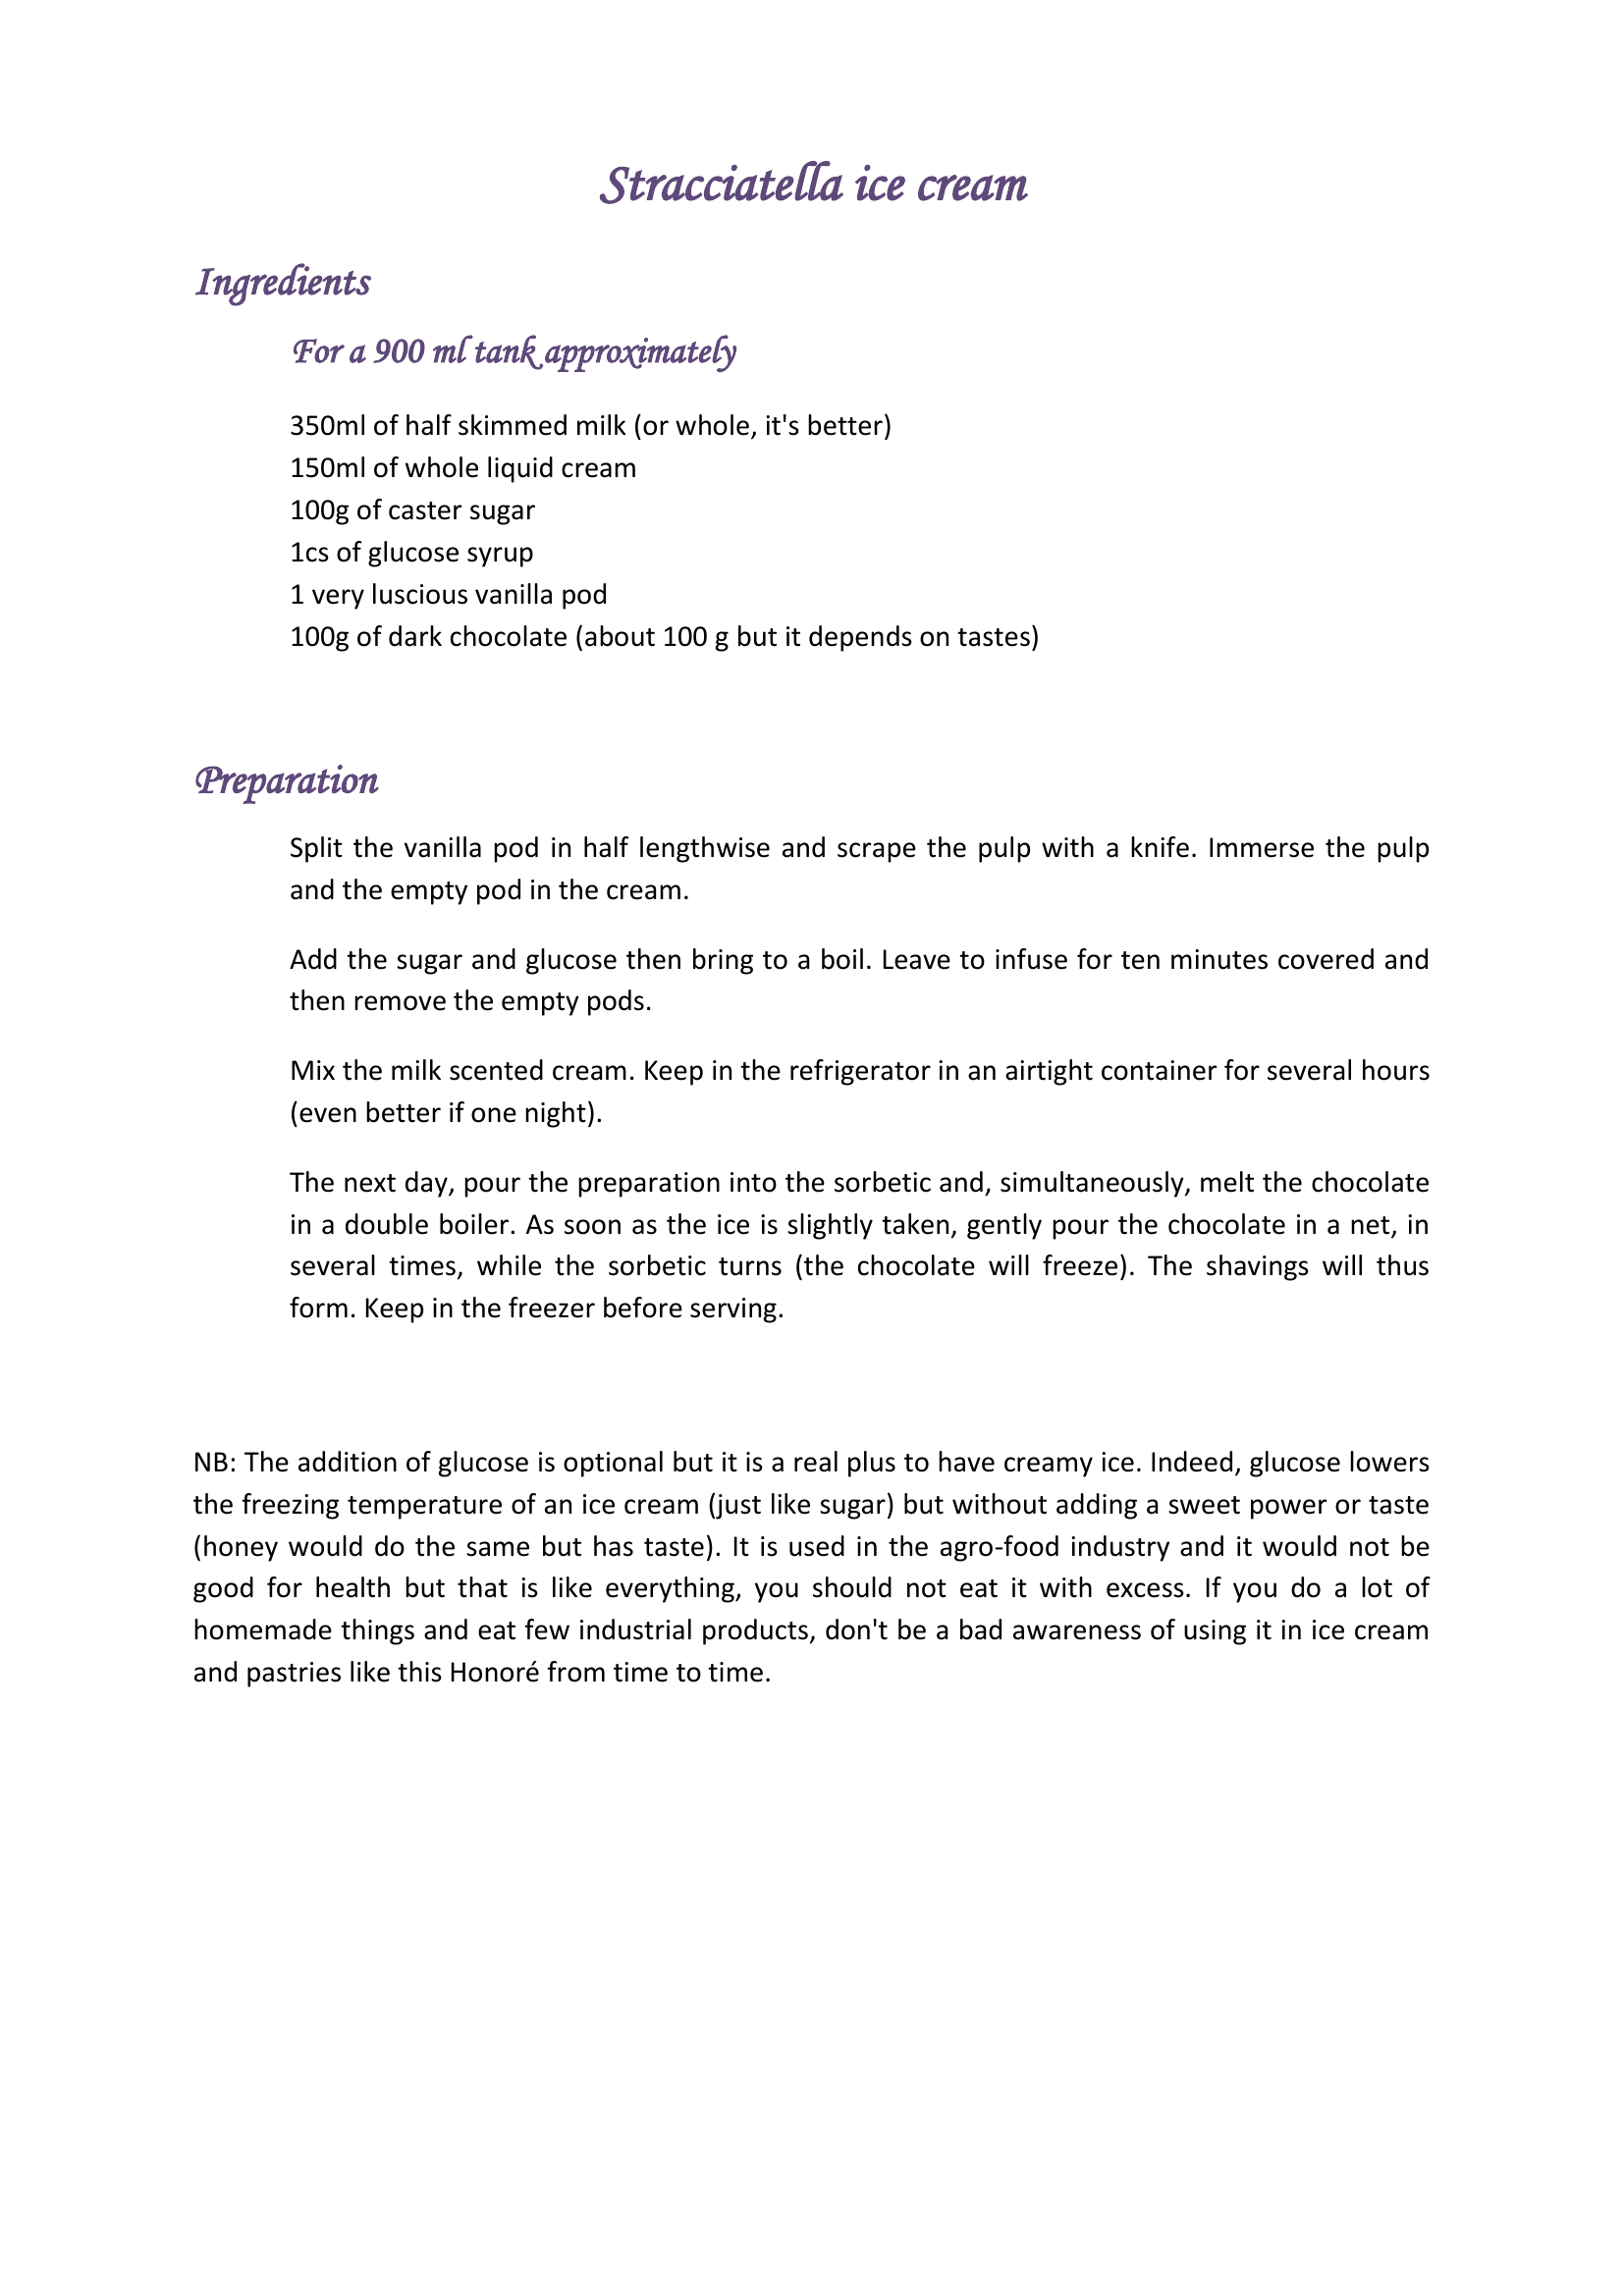 Stracciatella ice cream
Ingredients
For a 900 ml tank approximately
350ml of half skimmed milk (or whole, it's better)
150ml of whole liquid cream
100g of caster sugar
1cs of glucose syrup
1 very luscious vanilla pod
100g of dark chocolate (about 100 g but it depends on tastes)
Preparation
Split the vanilla pod in half lengthwise and scrape the pulp with a knife. Immerse the pulp
and the empty pod in the cream.
Add the sugar and glucose then bring to a boil. Leave to infuse for ten minutes covered and
then remove the empty pods.
Mix the milk scented cream. Keep in the refrigerator in an airtight container for several hours
(even better if one night).
The next day, pour the preparation into the sorbetic and, simultaneously, melt the chocolate
in a double boiler. As soon as the ice is slightly taken, gently pour the chocolate in a net, in
several times, while the sorbetic turns (the chocolate will freeze). The shavings will thus
form. Keep in the freezer before serving.
NB: The addition of glucose is optional but it is a real plus to have creamy ice. Indeed, glucose lowers
the freezing temperature of an ice cream (just like sugar) but without adding a sweet power or taste
(honey would do the same but has taste). It is used in the agro-food industry and it would not be
good for health but that is like everything, you should not eat it with excess. If you do a lot of
homemade things and eat few industrial products, don't be a bad awareness of using it in ice cream
and pastries like this Honoré from time to time.